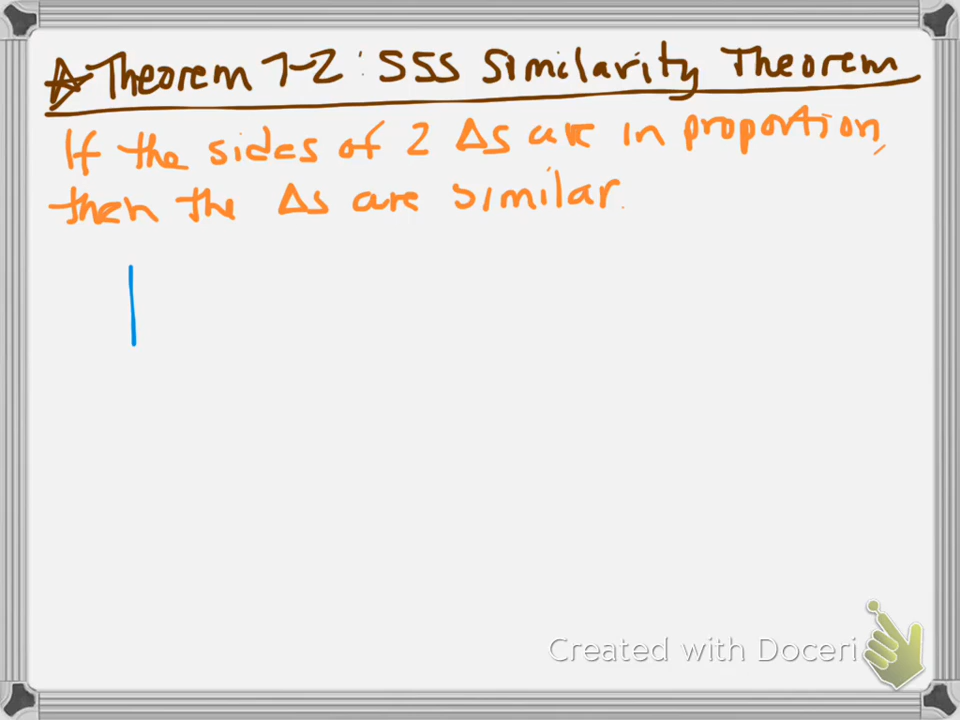 ☆ Theorem 7-2: SSS Similarity Theorem
If the sides of 2 Δs are in proportion,
then the Δs are similar.
Created with Doceri